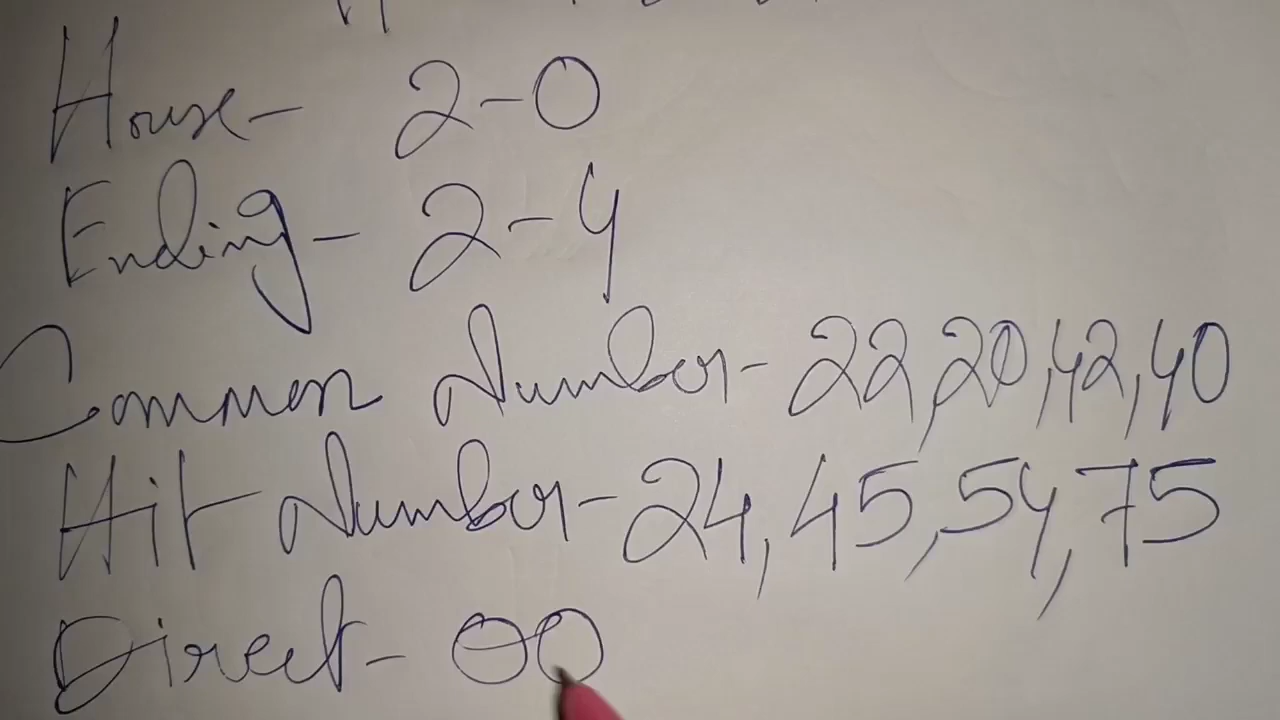 House- 2-0
Ending- 2-4
Common Number- 22,20,42,40
Hit Number- 24,45,54,75
Direct- 00